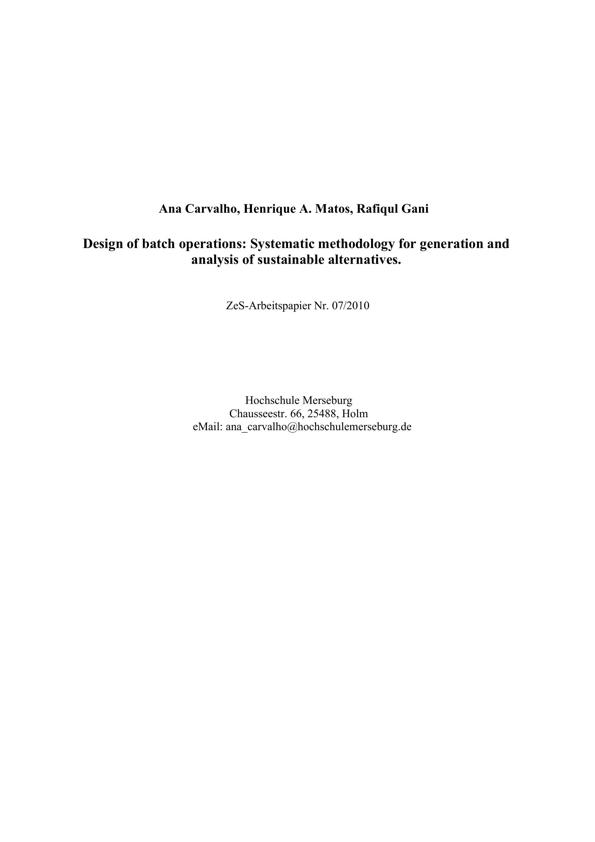 Ana Carvalho, Henrique A. Matos, Rafiqul Gani
Design of batch operations: Systematic methodology for generation and
analysis of sustainable alternatives.
ZeS-Arbeitspapier Nr. 07/2010
Hochschule Merseburg
Chausseestr. 66, 25488, Holm
eMail: ana_carvalho@hochschulemerseburg.de